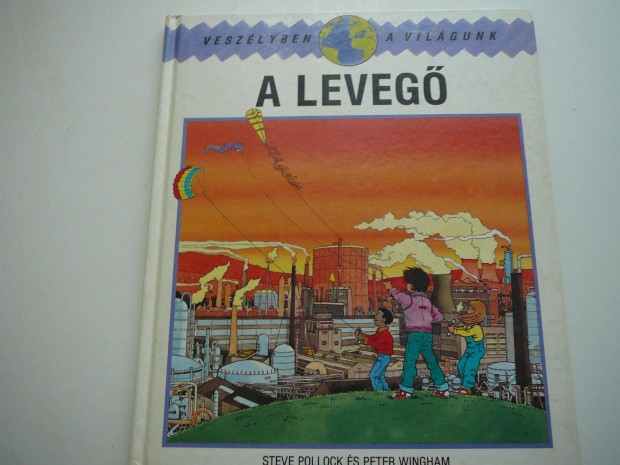 VESZÉLYBEN A VILÁGUNK
A LEVEGŐ
STEVE POLLOCK ÉS PETER WINGHAM